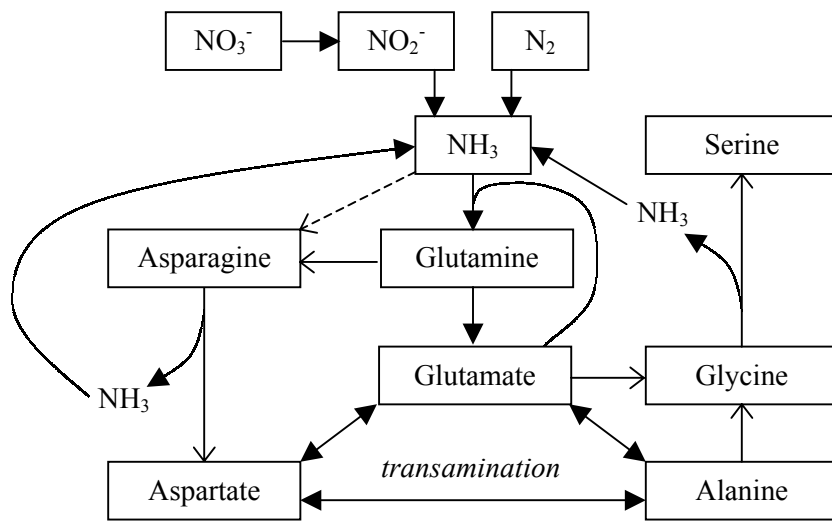 NO₃⁻ NO₂⁻ N₂
NH₃ Serine
NH₃
Asparagine Glutamine
Glutamate Glycine
NH₃
transamination
Aspartate Alanine